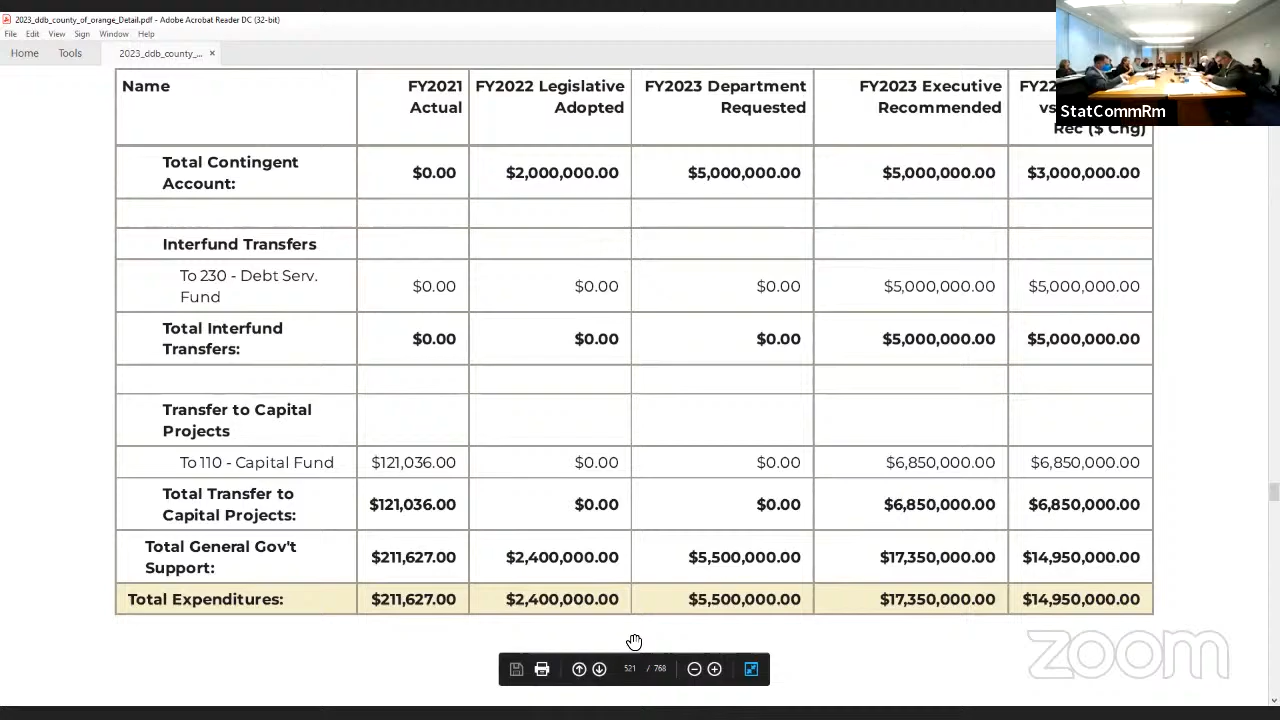 2023_ddb_county_of_orange_Detail.pdf - Adobe Acrobat Reader DC (32-bit)
File Edit View Sign Window Help
Home Tools 2023_ddb_county_... ×
StatCommRm
Name FY2021 Actual FY2022 Legislative Adopted FY2023 Department Requested FY2023 Executive Recommended FY22 vs Rec ($ Chg)
Total Contingent Account: $0.00 $2,000,000.00 $5,000,000.00 $5,000,000.00 $3,000,000.00
Interfund Transfers
To 230 - Debt Serv. Fund $0.00 $0.00 $0.00 $5,000,000.00 $5,000,000.00
Total Interfund Transfers: $0.00 $0.00 $0.00 $5,000,000.00 $5,000,000.00
Transfer to Capital Projects
To 110 - Capital Fund $121,036.00 $0.00 $0.00 $6,850,000.00 $6,850,000.00
Total Transfer to Capital Projects: $121,036.00 $0.00 $0.00 $6,850,000.00 $6,850,000.00
Total General Gov't Support: $211,627.00 $2,400,000.00 $5,500,000.00 $17,350,000.00 $14,950,000.00
Total Expenditures: $211,627.00 $2,400,000.00 $5,500,000.00 $17,350,000.00 $14,950,000.00
521 / 768
zoom